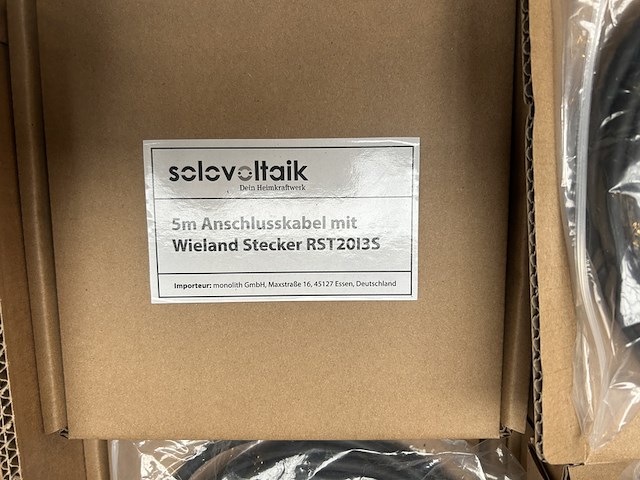 solovoltaik
Dein Heimkraftwerk
5m Anschlusskabel mit
Wieland Stecker RST20I3S
Importeur: monolith GmbH, Maxstraße 16, 45127 Essen, Deutschland